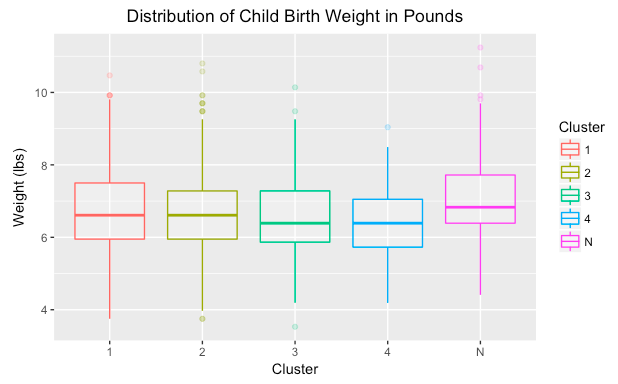 Distribution of Child Birth Weight in Pounds
Weight (lbs)
10
8
6
4
1 2 3 4 N
Cluster
Cluster
1
2
3
4
N